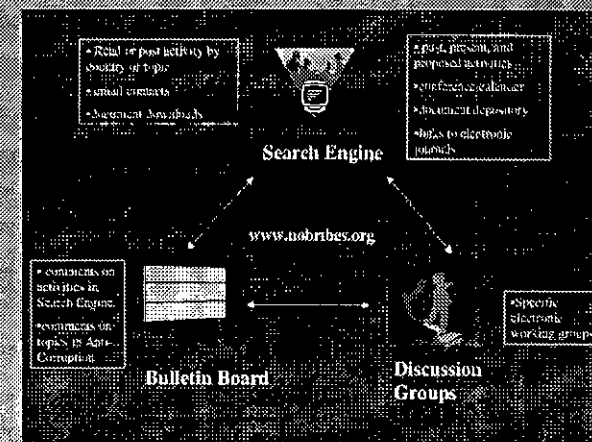 • Read or post activity by
country or topic
• email contacts
• document downloads
• past, present, and
proposed activities
• conference calendar
• document depository
• links to electronic
journals
Search Engine
www.nobribes.org
• comments on
activities in
Search Engine
• comments on
topics in Anti-
Corruption
Bulletin Board
Discussion
Groups
• Specific
electronic
working groups